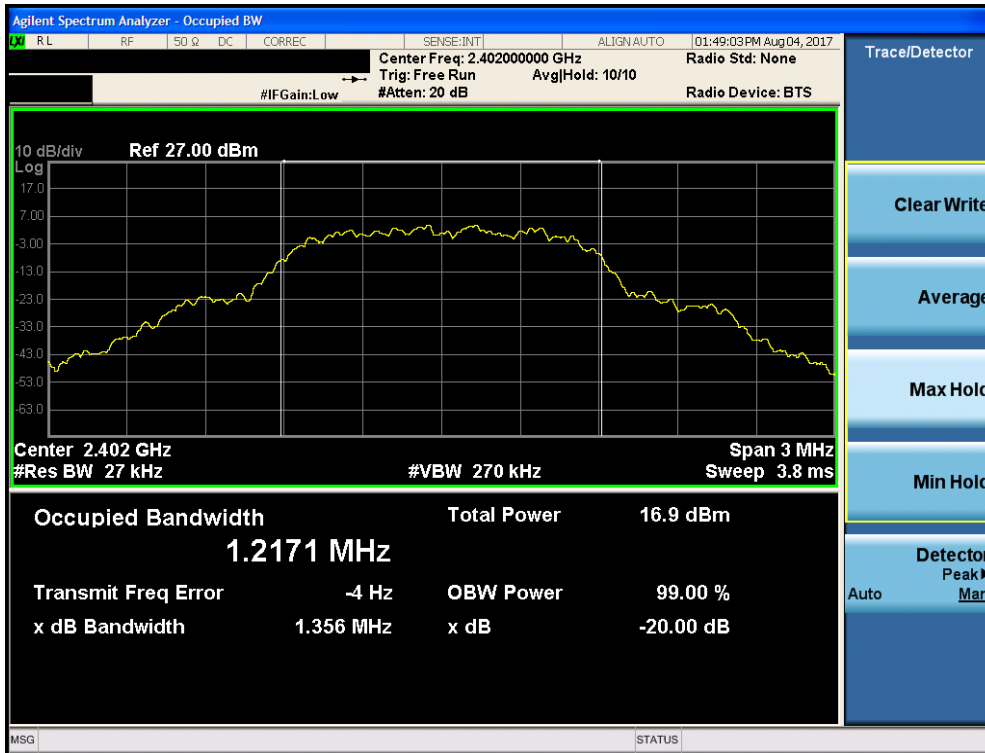 Agilent Spectrum Analyzer - Occupied BW
LXI RL RF 50 Ω DC CORREC SENSE:INT ALIGN AUTO 01:49:03 PM Aug 04, 2017
Center Freq: 2.402000000 GHz Radio Std: None
Trig: Free Run Avg|Hold: 10/10
#IFGain:Low #Atten: 20 dB Radio Device: BTS
10 dB/div Ref 27.00 dBm
Log
17.0
7.00
-3.00
-13.0
-23.0
-33.0
-43.0
-53.0
-63.0
Center 2.402 GHz Span 3 MHz
#Res BW 27 kHz #VBW 270 kHz Sweep 3.8 ms
Occupied Bandwidth Total Power 16.9 dBm
1.2171 MHz
Transmit Freq Error -4 Hz OBW Power 99.00 %
x dB Bandwidth 1.356 MHz x dB -20.00 dB
MSG STATUS
Trace/Detector
Clear Write
Average
Max Hold
Min Hold
Detector
Peak
Auto Man